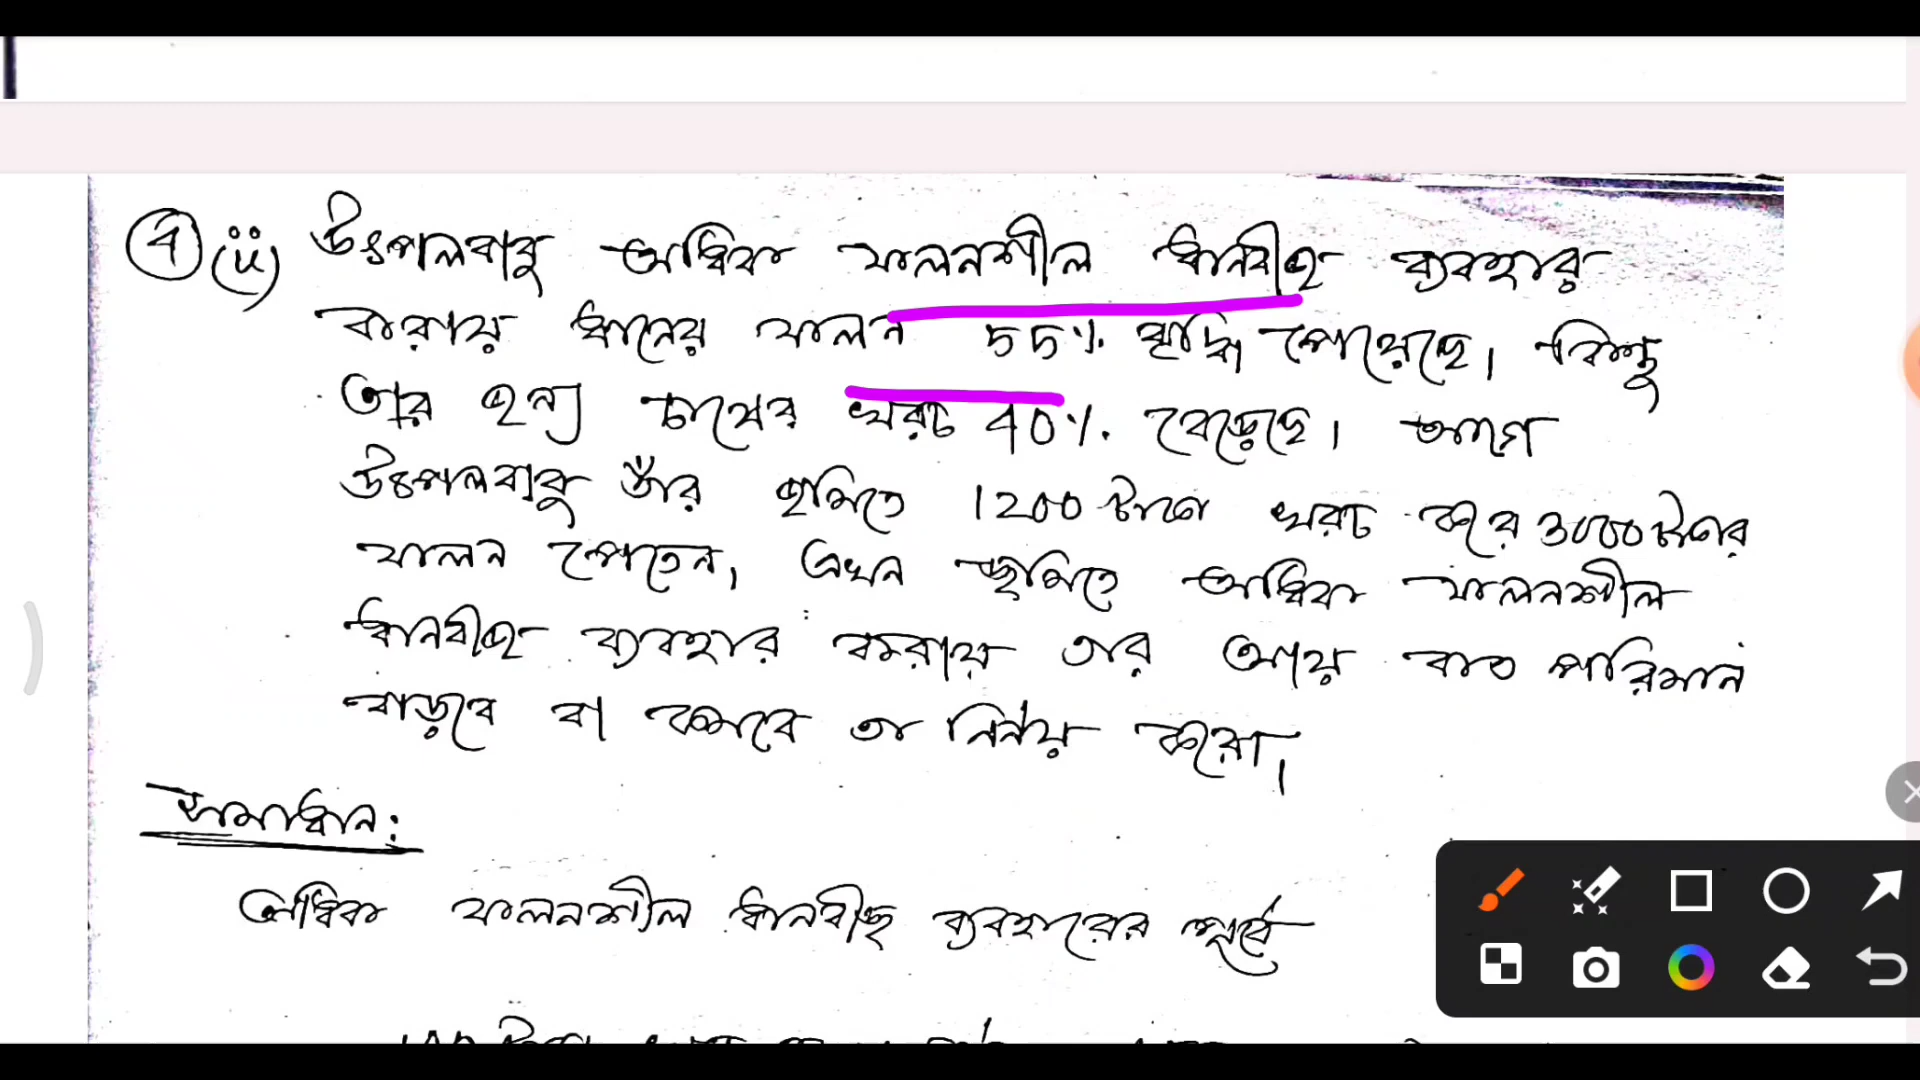 ৭ (ii) উৎপলবাবু অধিক ফলনশীল ধানবীজ ব্যবহার
করায় ধানের ফলন 55% বৃদ্ধি পেয়েছে। কিন্তু
তার জন্য চাষের খরচ 40% বেড়েছে। আগে
উৎপলবাবু তাঁর জমিতে 1200 টাকা খরচ করে 3000 টাকার
ফলন পেতেন, এখন জমিতে অধিক ফলনশীল
ধানবীজ ব্যবহার করায় তার আয় কত পরিমান
বাড়বে বা কমবে তা নির্ণয় করো।
সমাধান:
অধিক ফলনশীল ধানবীজ ব্যবহারের পূর্বে